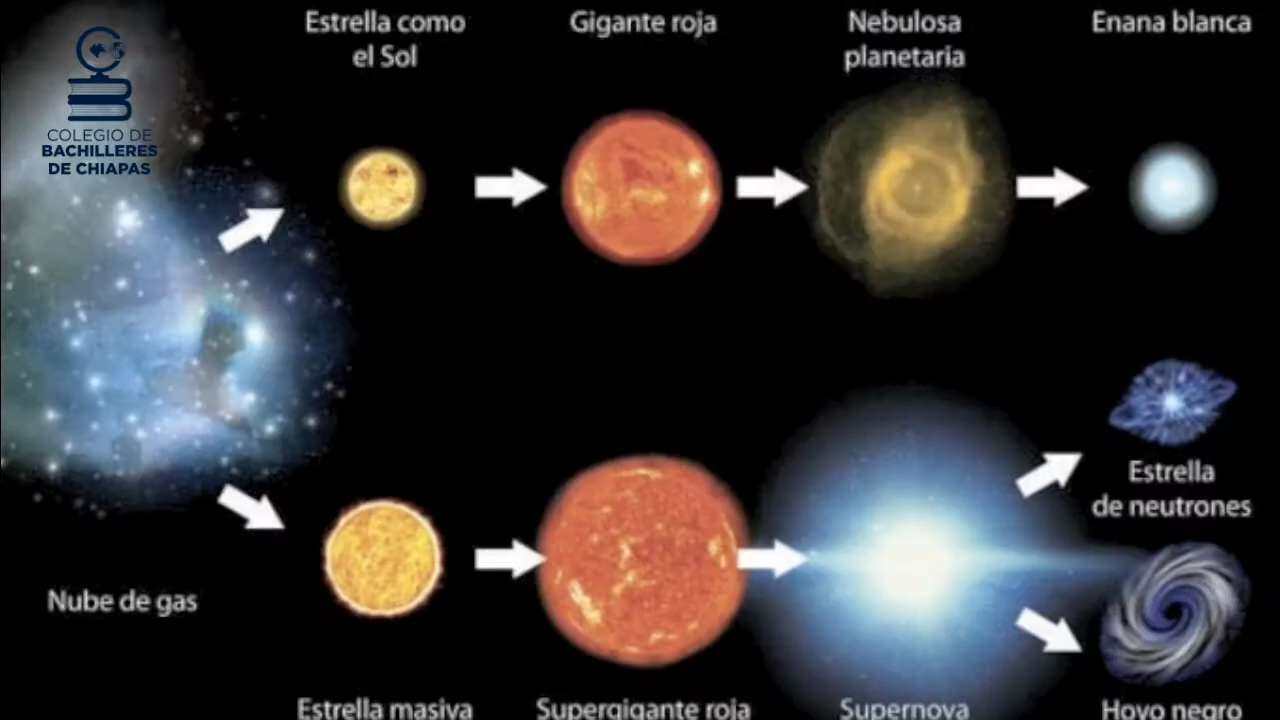 COLEGIO DE
BACHILLERES
DE CHIAPAS
Estrella como
el Sol
Gigante roja
Nebulosa
planetaria
Enana blanca
Estrella
de neutrones
Nube de gas
Estrella masiva
Supergigante roja
Supernova
Hoyo negro